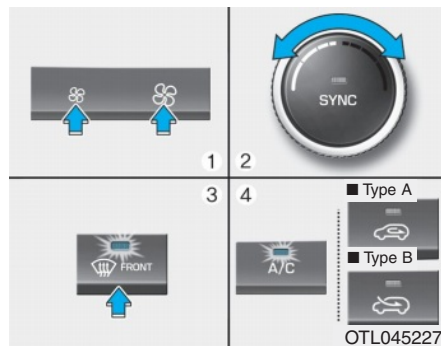 1
2
SYNC
3
FRONT
4
A/C
■ Type A
■ Type B
OTL045227